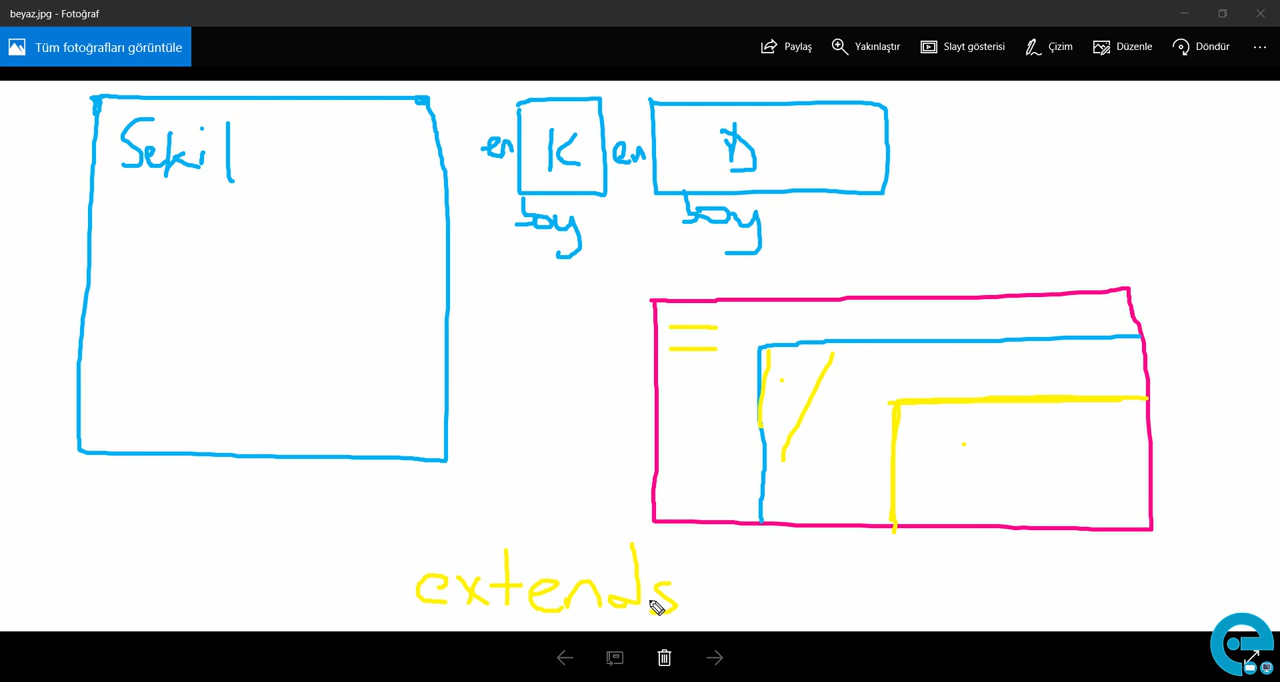 beyaz.jpg - Fotoğraf
Tüm fotoğrafları görüntüle
Paylaş
Yakınlaştır
Slayt gösterisi
Çizim
Düzenle
Döndür
Sekil
en
K
en
D
boy
boy
extends